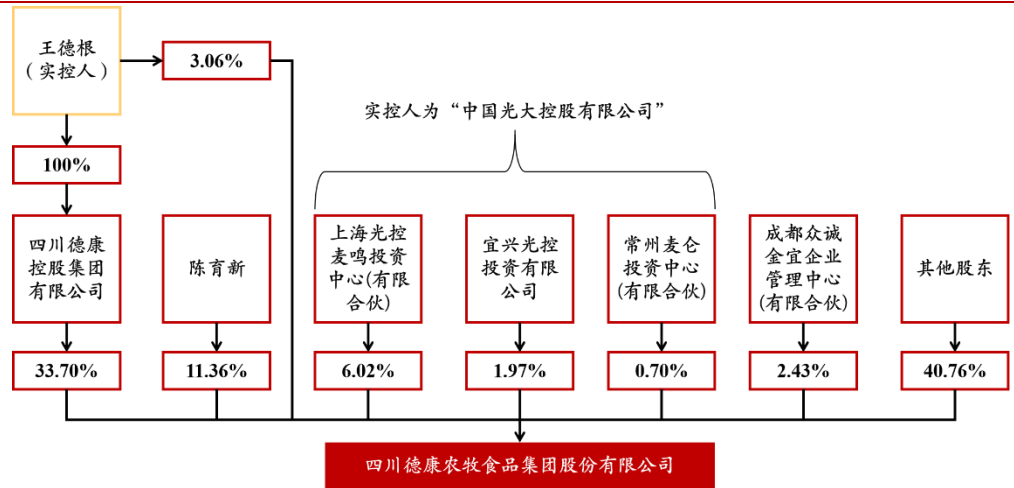 王德根
（实控人）
3.06%
实控人为“中国光大控股有限公司”
100%
四川德康
控股集团
有限公司
陈育新
上海光控
麦鸣投资
中心(有限
合伙)
宜兴光控
投资有限
公司
常州麦仑
投资中心
(有限合伙)
成都众诚
金宜企业
管理中心
(有限合伙)
其他股东
33.70%
11.36%
6.02%
1.97%
0.70%
2.43%
40.76%
四川德康农牧食品集团股份有限公司